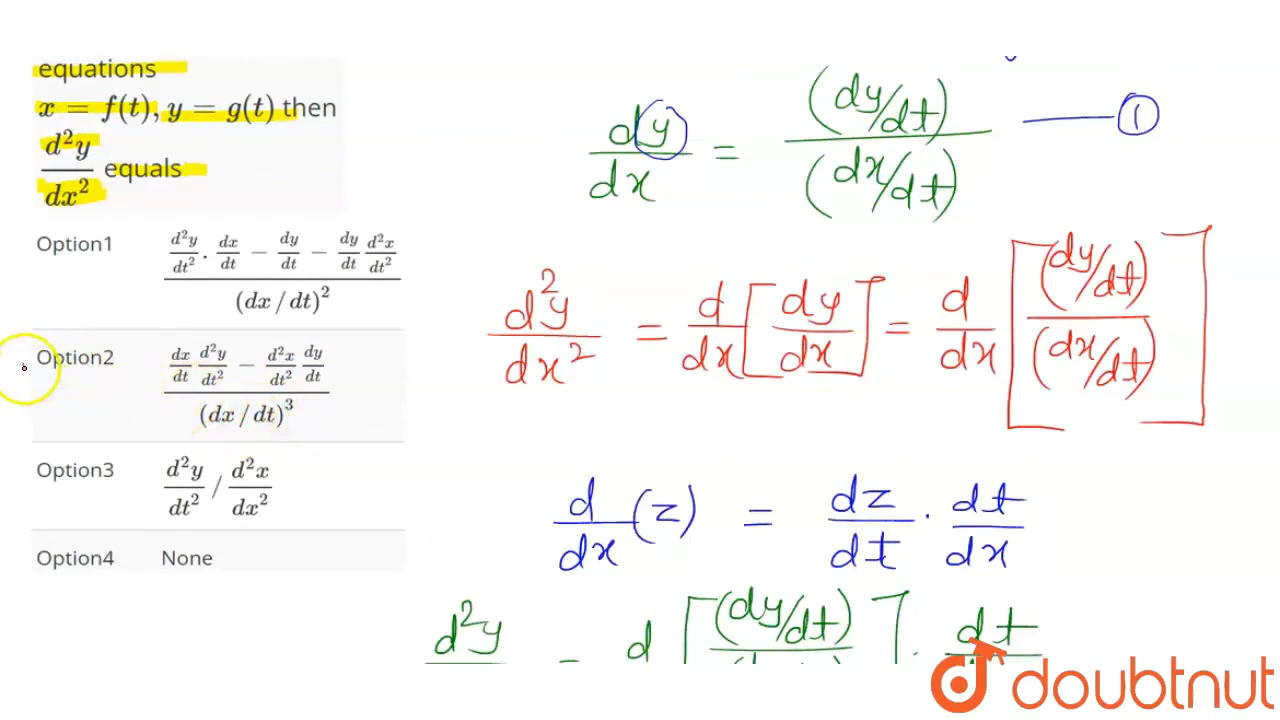 equations
x = f(t), y = g(t) then
d²y/dx² equals
Option1 (d²y/dt² · dx/dt − dy/dt − dy/dt d²x/dt²) / (dx / dt)²
Option2 (dx/dt d²y/dt² − d²x/dt² dy/dt) / (dx / dt)³
Option3 d²y/dt² / d²x/dx²
Option4 None
dy/dx = (dy/dt) / (dx/dt) —— ①
d²y/dx² = d/dx [dy/dx] = d/dx [(dy/dt) / (dx/dt)]
d/dx (z) = dz/dt · dt/dx
d²y = d [(dy/dt)] · dt
doubtnut